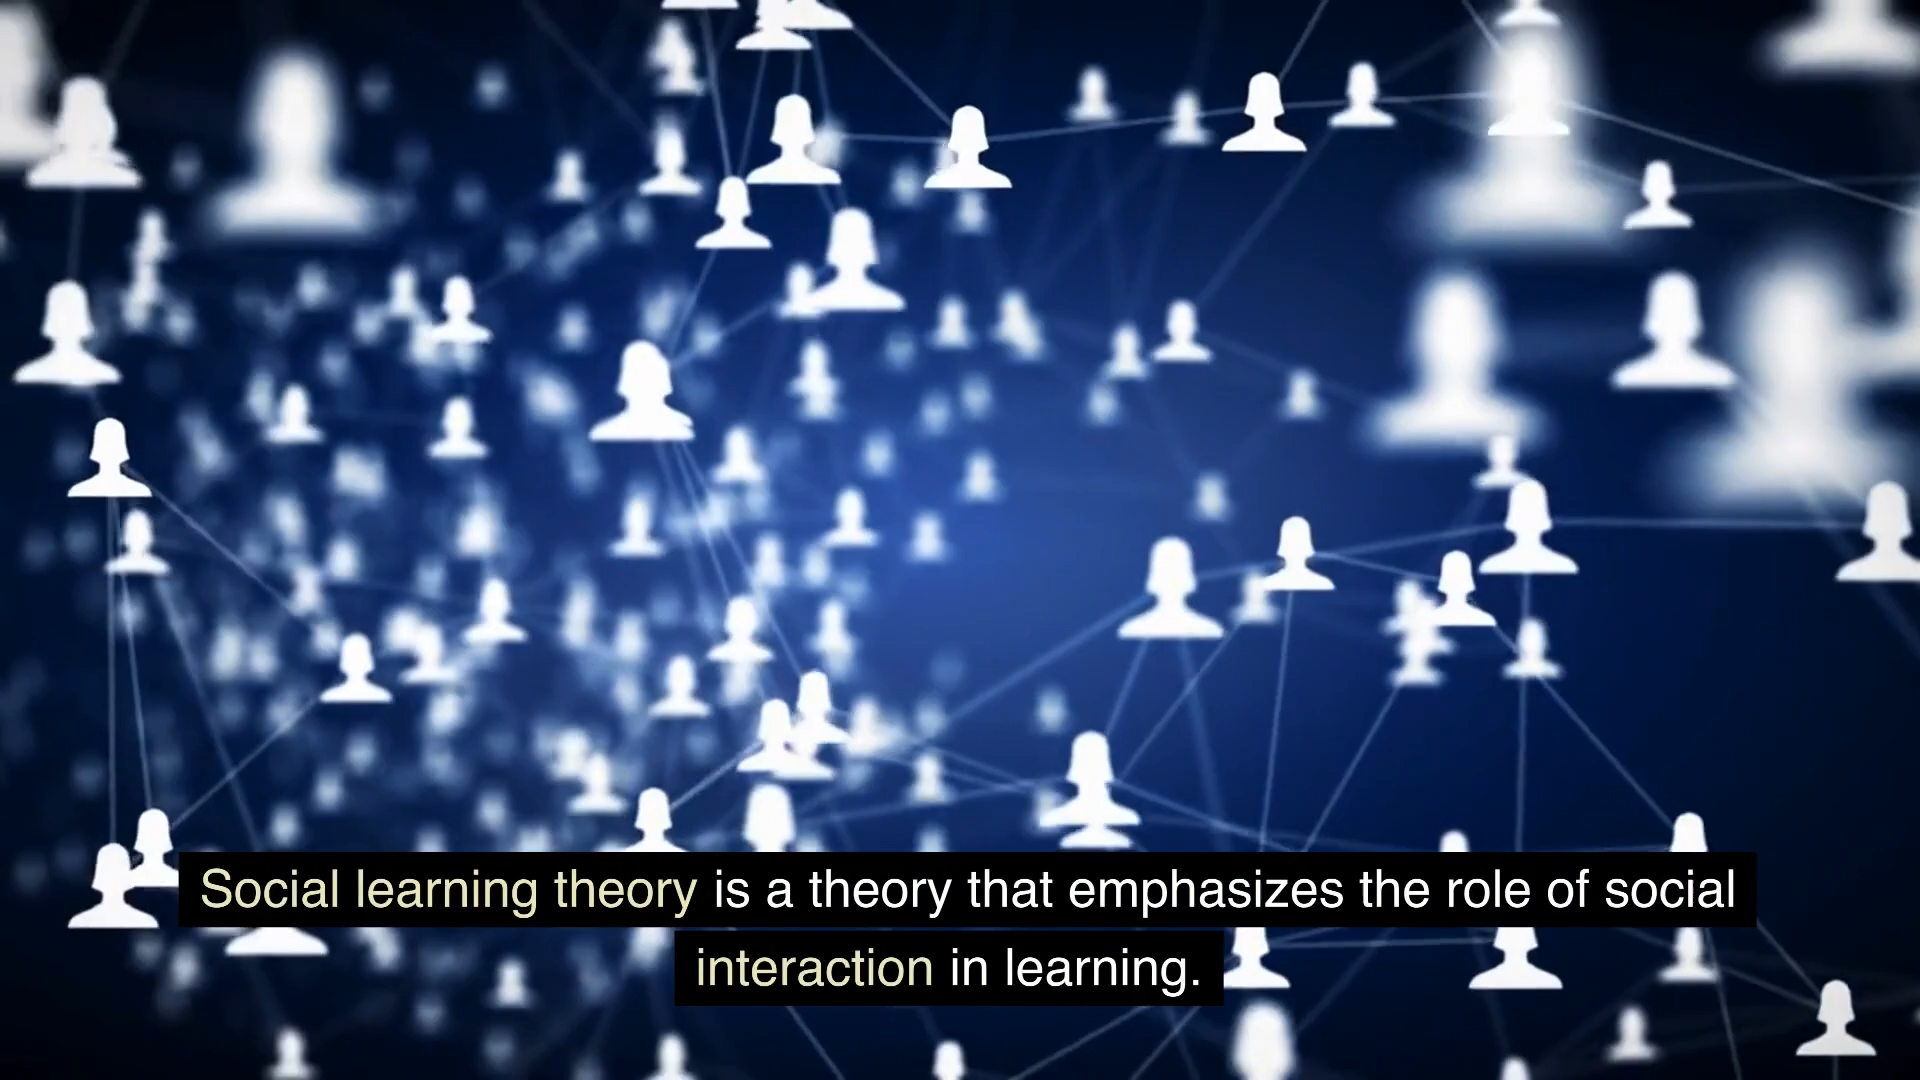 Social learning theory is a theory that emphasizes the role of social
interaction in learning.